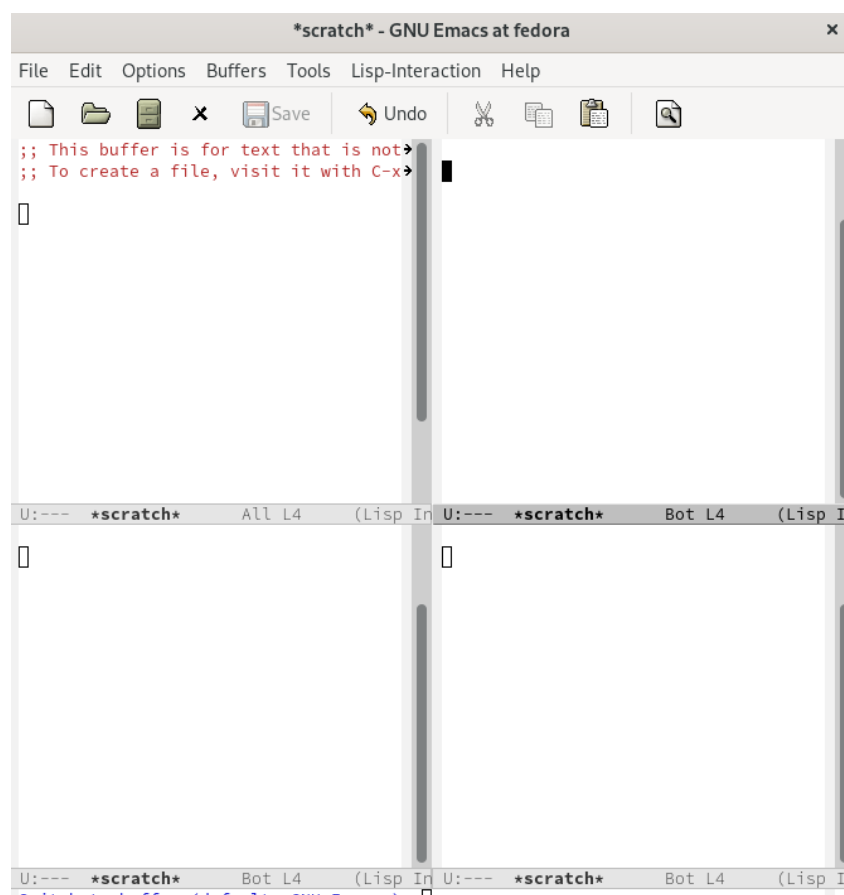 *scratch* - GNU Emacs at fedora ×
File Edit Options Buffers Tools Lisp-Interaction Help
Save Undo
;; This buffer is for text that is not
;; To create a file, visit it with C-x
U:--- *scratch* All L4 (Lisp In
U:--- *scratch* Bot L4 (Lisp I
U:--- *scratch* Bot L4 (Lisp In
U:--- *scratch* Bot L4 (Lisp I